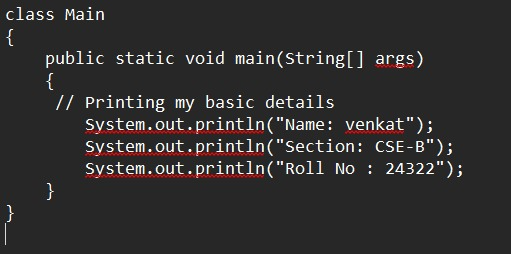 class Main
{
    public static void main(String[] args)
    {
     // Printing my basic details
        System.out.println("Name: venkat");
        System.out.println("Section: CSE-B");
        System.out.println("Roll No : 24322");
    }
}